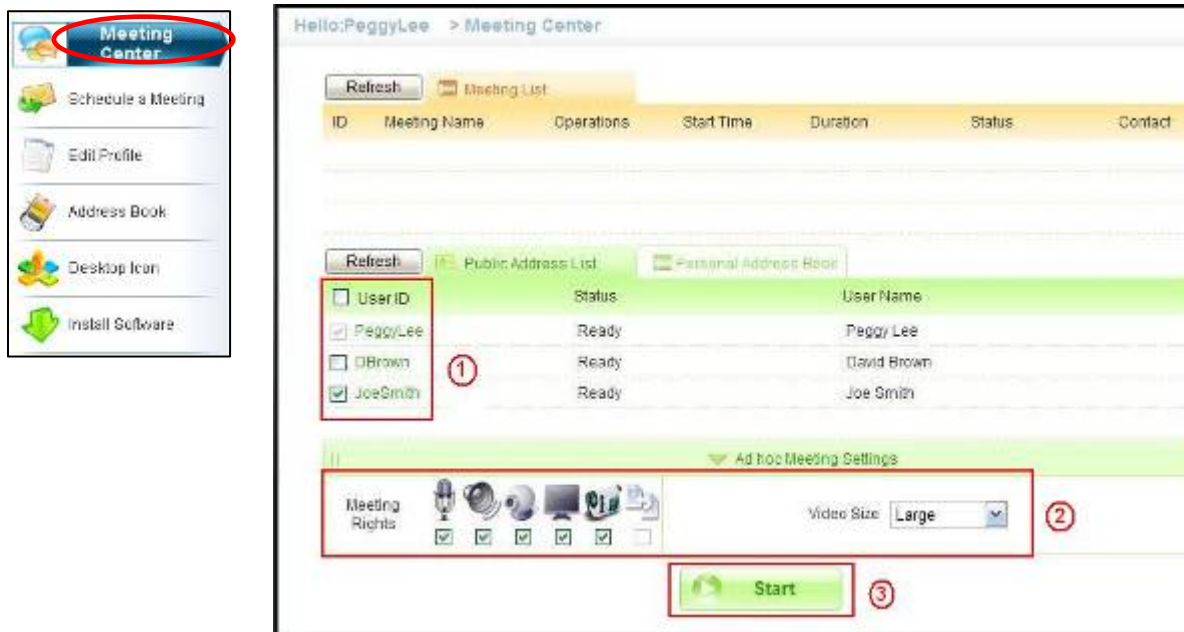 Meeting
Center
Schedule a Meeting
Edit Profile
Address Book
Desktop Icon
Install Software
Hello:PeggyLee > Meeting Center
Refresh Meeting List
ID Meeting Name Operations Start Time Duration Status Contact
Refresh Public Address List Personal Address Book
User ID Status User Name
PeggyLee Ready Peggy Lee
DBrown Ready David Brown
JoeSmith Ready Joe Smith
1
Ad hoc Meeting Settings
Meeting
Rights
Video Size Large
2
Start
3